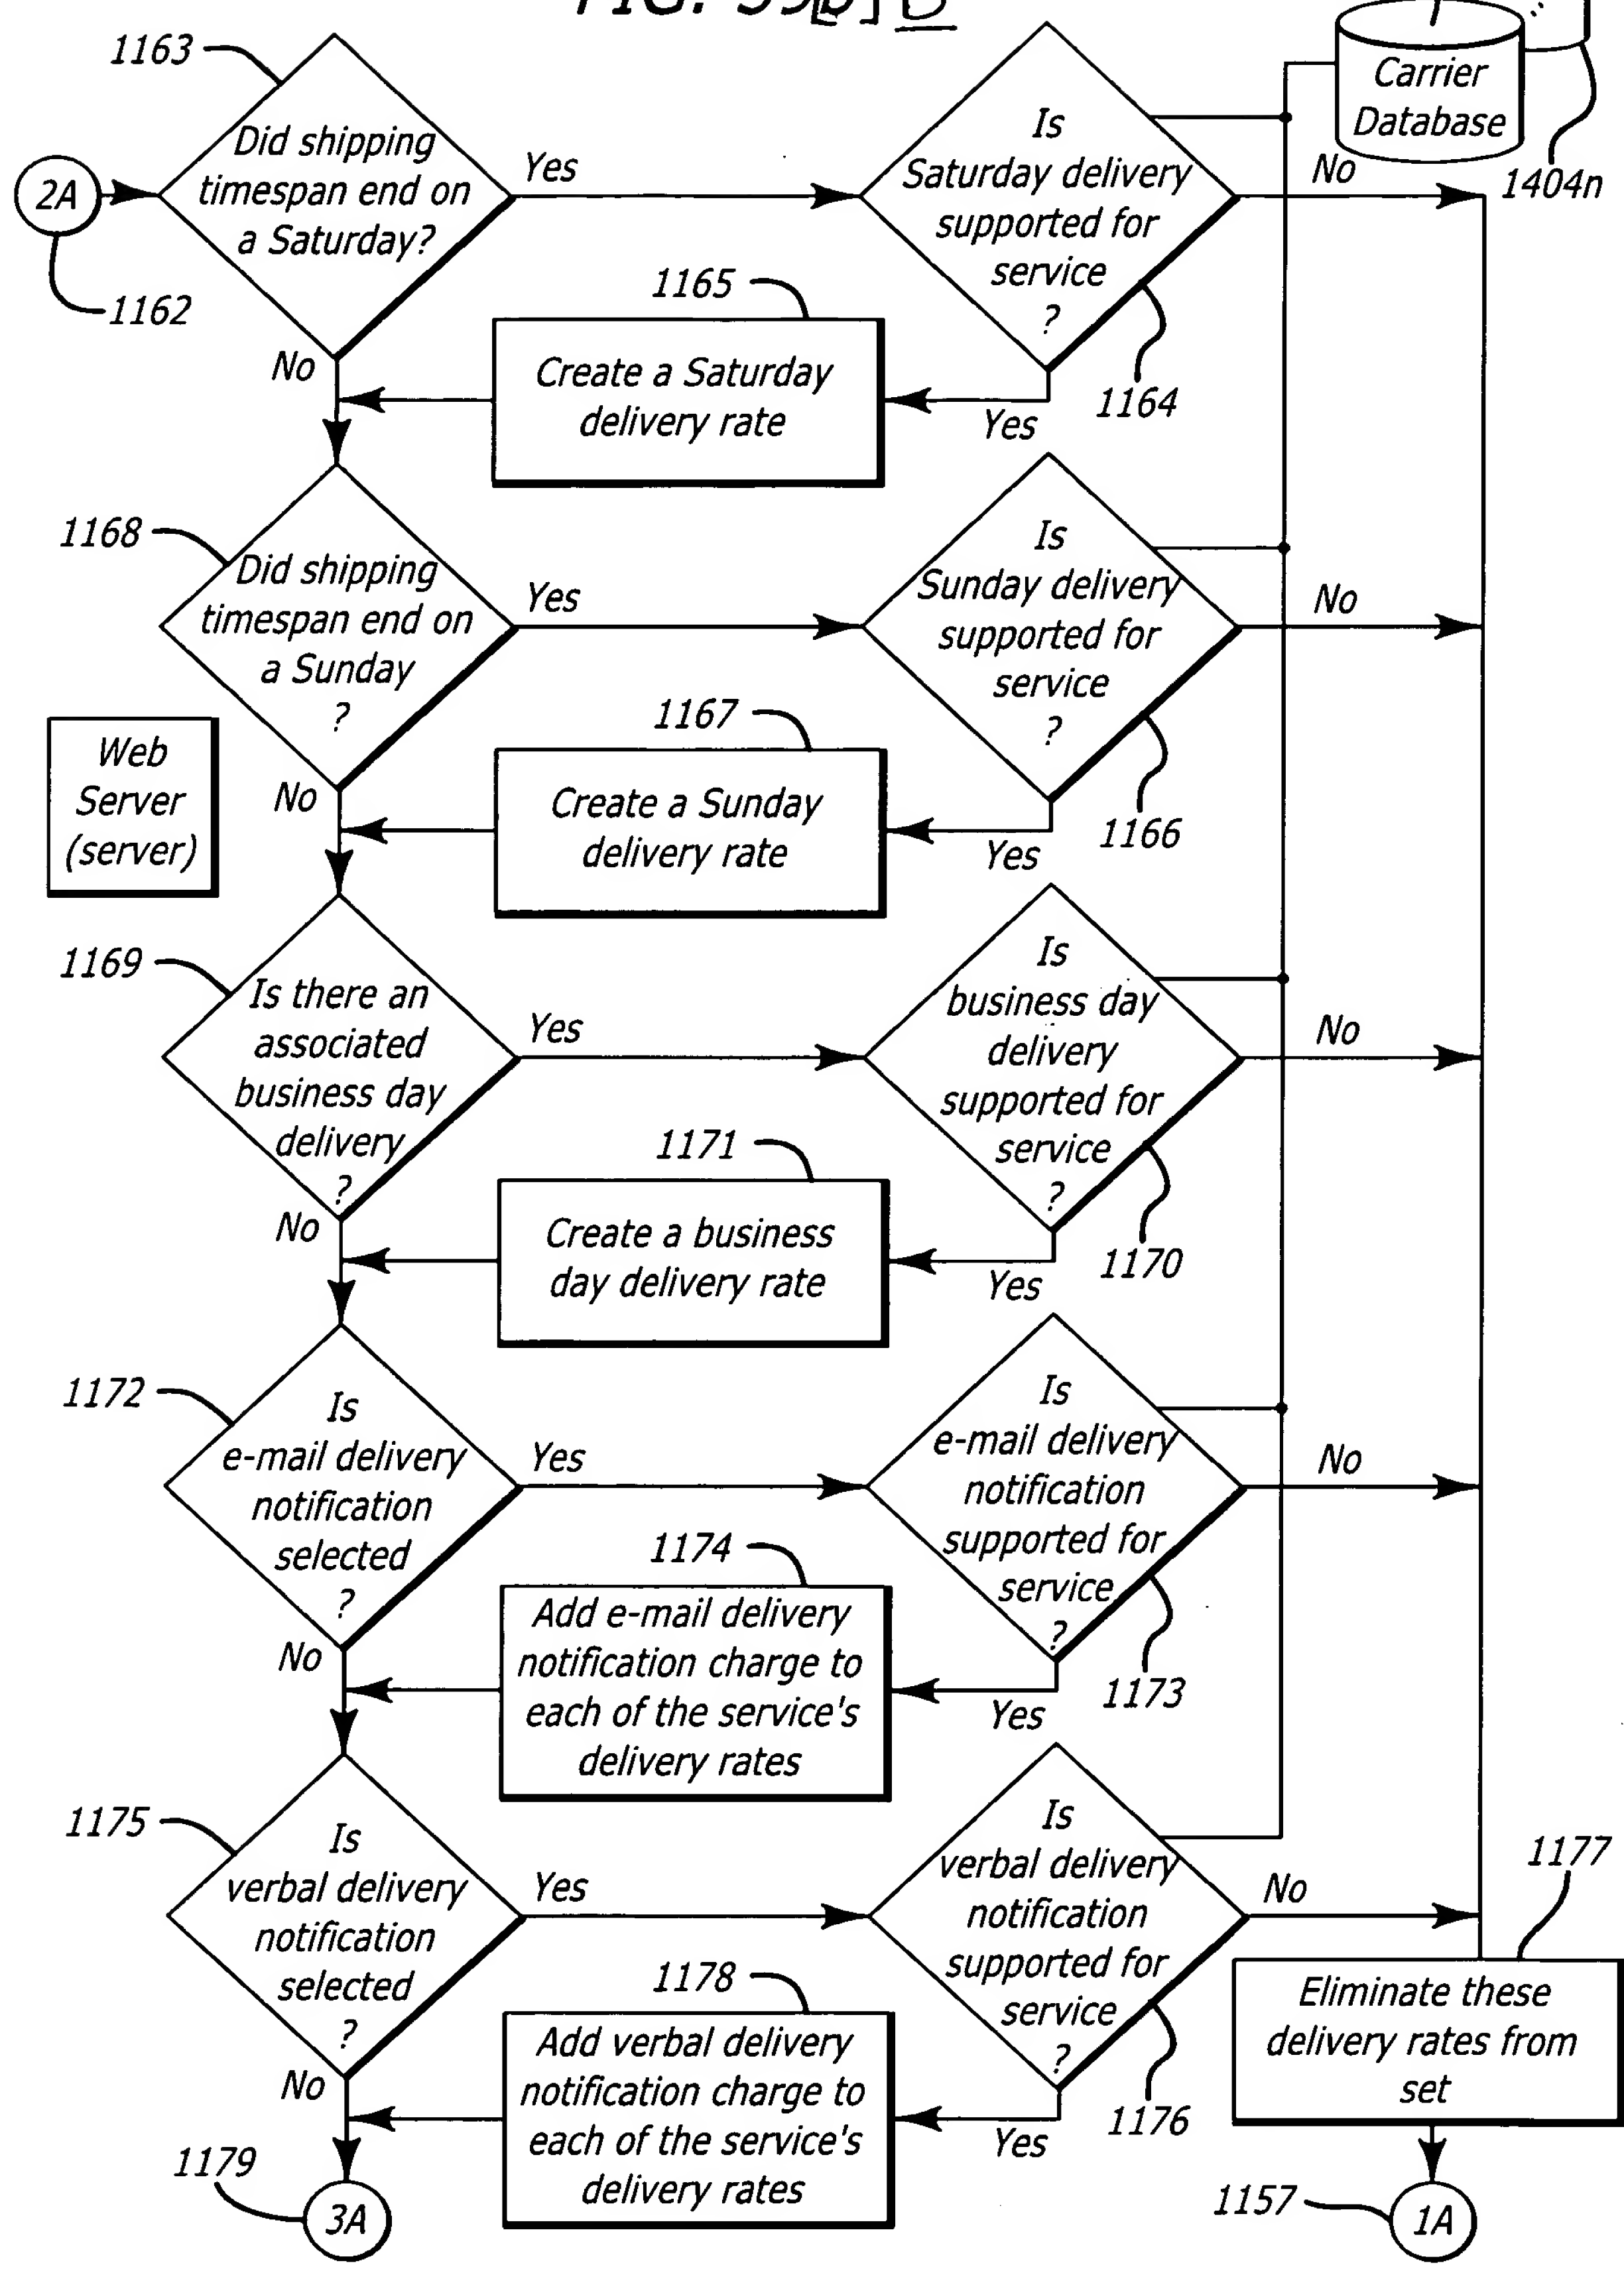 FIG. 39[b] B
1163
Did shipping
timespan end on
a Saturday?
Yes
Is
Saturday delivery
supported for
service
?
No
Carrier
Database
1404n
2A
1162
No
1165
Create a Saturday
delivery rate
Yes
1164
1168
Did shipping
timespan end on
a Sunday
?
Yes
Is
Sunday delivery
supported for
service
?
No
Web
Server
(server)
No
1167
Create a Sunday
delivery rate
Yes
1166
1169
Is there an
associated
business day
delivery
?
Yes
Is
business day
delivery
supported for
service
?
No
No
1171
Create a business
day delivery rate
Yes
1170
1172
Is
e-mail delivery
notification
selected
?
Yes
Is
e-mail delivery
notification
supported for
service
?
No
No
1174
Add e-mail delivery
notification charge to
each of the service's
delivery rates
Yes
1173
1175
Is
verbal delivery
notification
selected
?
Yes
Is
verbal delivery
notification
supported for
service
?
No
1177
Eliminate these
delivery rates from
set
No
1178
Add verbal delivery
notification charge to
each of the service's
delivery rates
Yes
1176
1179
3A
1157
1A